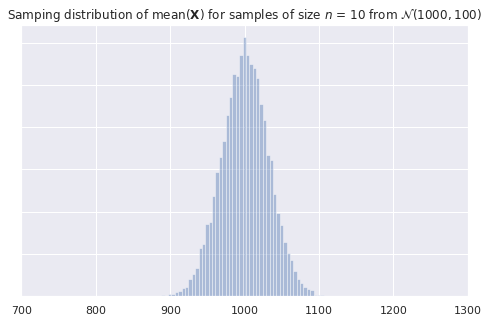 Samping distribution of mean(X) for samples of size n = 10 from 𝒩(1000, 100)
700 800 900 1000 1100 1200 1300